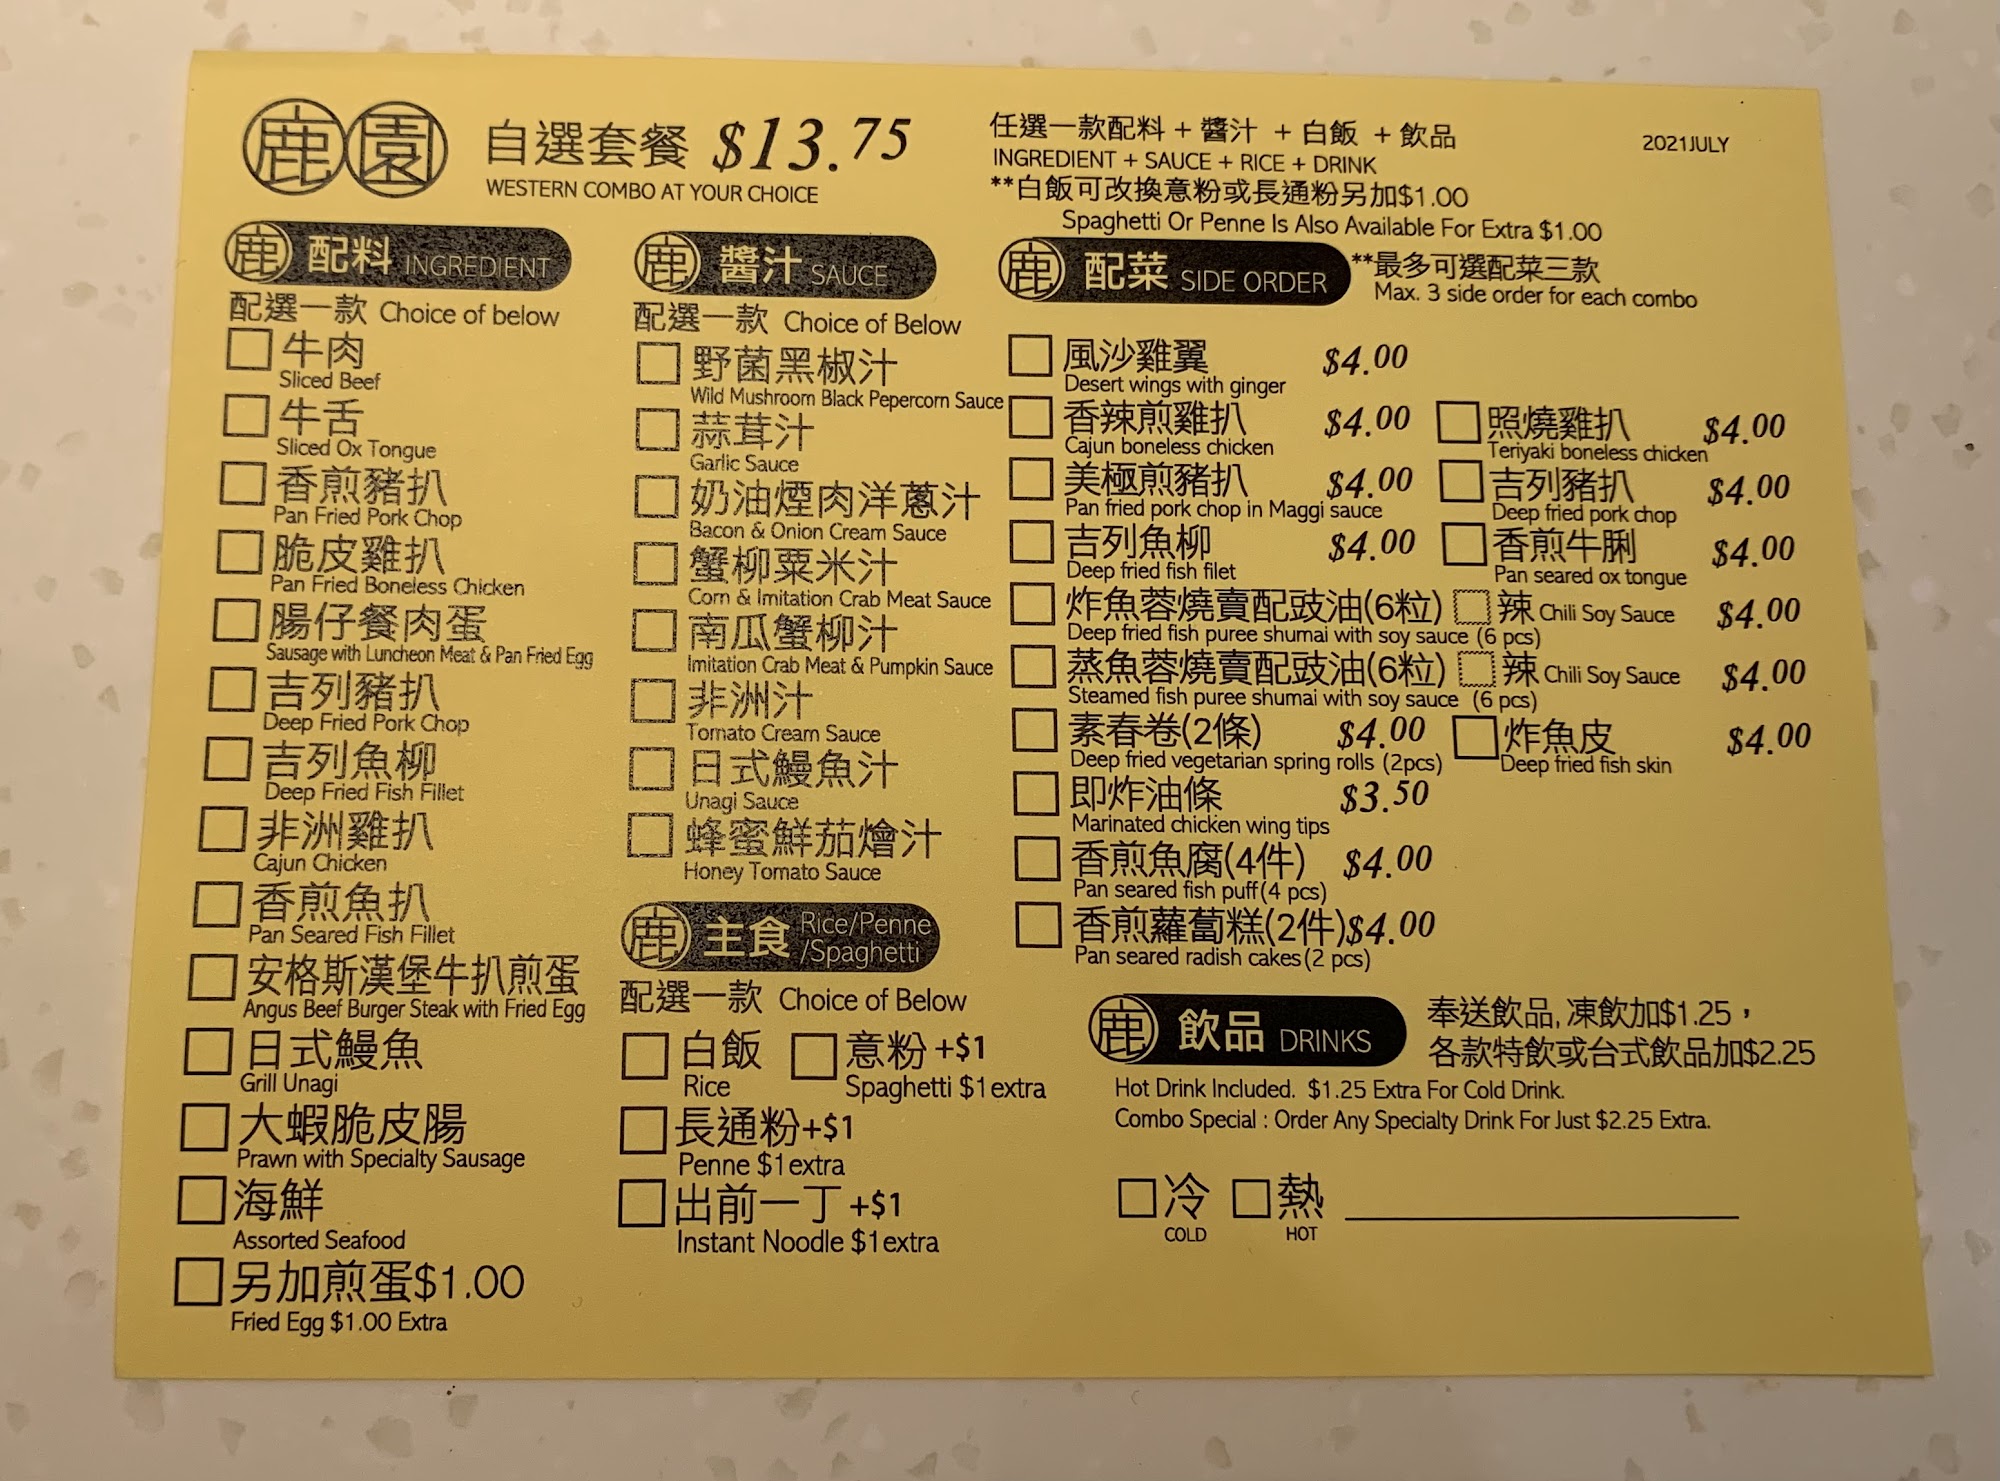 鹿園
自選套餐 $13.75
WESTERN COMBO AT YOUR CHOICE
任選一款配料 + 醬汁 + 白飯 + 飲品
INGREDIENT + SAUCE + RICE + DRINK
**白飯可改換意粉或長通粉另加$1.00
Spaghetti Or Penne Is Also Available For Extra $1.00
2021JULY
鹿 配料 INGREDIENT
配選一款 Choice of below
牛肉
Sliced Beef
牛舌
Sliced Ox Tongue
香煎豬扒
Pan Fried Pork Chop
脆皮雞扒
Pan Fried Boneless Chicken
腸仔餐肉蛋
Sausage with Luncheon Meat & Pan Fried Egg
吉列豬扒
Deep Fried Pork Chop
吉列魚柳
Deep Fried Fish Fillet
非洲雞扒
Cajun Chicken
香煎魚扒
Pan Seared Fish Fillet
安格斯漢堡牛扒煎蛋
Angus Beef Burger Steak with Fried Egg
日式鰻魚
Grill Unagi
大蝦脆皮腸
Prawn with Specialty Sausage
海鮮
Assorted Seafood
另加煎蛋$1.00
Fried Egg $1.00 Extra
鹿 醬汁 SAUCE
配選一款 Choice of Below
野菌黑椒汁
Wild Mushroom Black Pepercorn Sauce
蒜茸汁
Garlic Sauce
奶油煙肉洋蔥汁
Bacon & Onion Cream Sauce
蟹柳粟米汁
Corn & Imitation Crab Meat Sauce
南瓜蟹柳汁
Imitation Crab Meat & Pumpkin Sauce
非洲汁
Tomato Cream Sauce
日式鰻魚汁
Unagi Sauce
蜂蜜鮮茄燴汁
Honey Tomato Sauce
鹿 主食 Rice/Penne
/Spaghetti
配選一款 Choice of Below
白飯 意粉 +$1
Rice Spaghetti $1extra
長通粉+$1
Penne $1extra
出前一丁 +$1
Instant Noodle $1extra
鹿 配菜 SIDE ORDER
**最多可選配菜三款
Max. 3 side order for each combo
風沙雞翼 $4.00
Desert wings with ginger
香辣煎雞扒 $4.00 照燒雞扒 $4.00
Cajun boneless chicken Teriyaki boneless chicken
美極煎豬扒 $4.00 吉列豬扒 $4.00
Pan fried pork chop in Maggi sauce Deep fried pork chop
吉列魚柳 $4.00 香煎牛脷 $4.00
Deep fried fish filet Pan seared ox tongue
炸魚蓉燒賣配豉油(6粒) 辣 Chili Soy Sauce $4.00
Deep fried fish puree shumai with soy sauce (6 pcs)
蒸魚蓉燒賣配豉油(6粒) 辣 Chili Soy Sauce $4.00
Steamed fish puree shumai with soy sauce (6 pcs)
素春卷(2條) $4.00 炸魚皮 $4.00
Deep fried vegetarian spring rolls (2pcs) Deep fried fish skin
即炸油條 $3.50
Marinated chicken wing tips
香煎魚腐(4件) $4.00
Pan seared fish puff(4 pcs)
香煎蘿蔔糕(2件)$4.00
Pan seared radish cakes(2 pcs)
鹿 飲品 DRINKS
奉送飲品, 凍飲加$1.25，
各款特飲或台式飲品加$2.25
Hot Drink Included. $1.25 Extra For Cold Drink.
Combo Special : Order Any Specialty Drink For Just $2.25 Extra.
冷 熱
COLD HOT